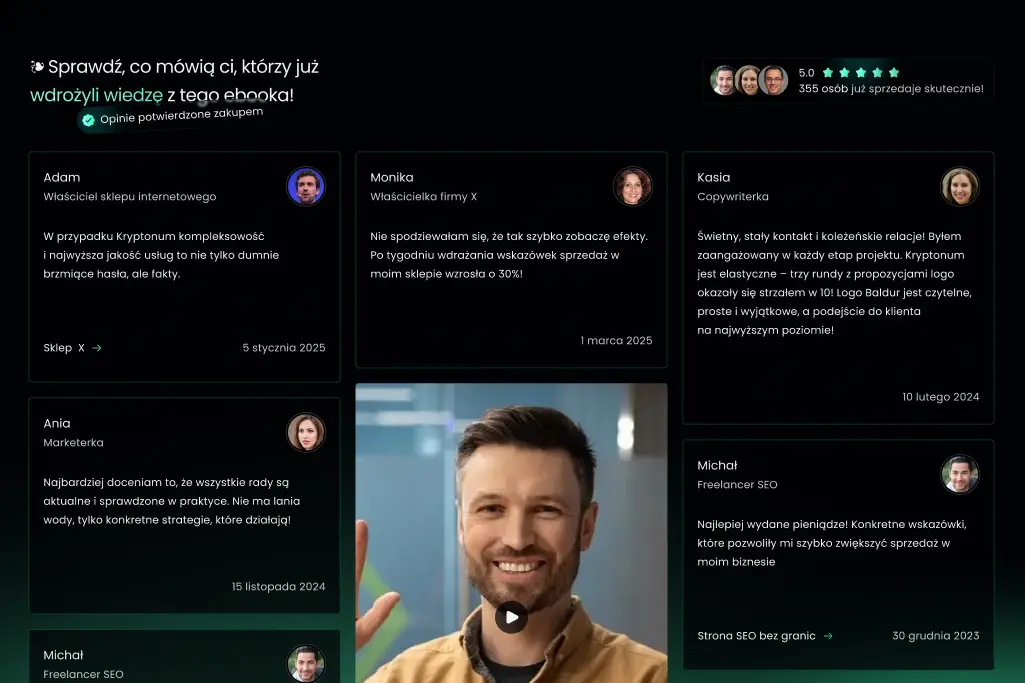 Sprawdź, co mówią ci, którzy już
wdrożyli wiedzę z tego ebooka!
Opinie potwierdzone zakupem
5.0
355 osób już sprzedaje skutecznie!
Adam
Właściciel sklepu internetowego
W przypadku Kryptonum kompleksowość
i najwyższa jakość usług to nie tylko dumnie
brzmiące hasła, ale fakty.
Sklep X →
5 stycznia 2025
Monika
Właścicielka firmy X
Nie spodziewałam się, że tak szybko zobaczę efekty.
Po tygodniu wdrażania wskazówek sprzedaż w
moim sklepie wzrosła o 30%!
1 marca 2025
Kasia
Copywriterka
Świetny, stały kontakt i koleżeńskie relacje! Byłem
zaangażowany w każdy etap projektu. Kryptonum
jest elastyczne – trzy rundy z propozycjami logo
okazały się strzałem w 10! Logo Baldur jest czytelne,
proste i wyjątkowe, a podejście do klienta
na najwyższym poziomie!
10 lutego 2024
Ania
Marketerka
Najbardziej doceniam to, że wszystkie rady są
aktualne i sprawdzone w praktyce. Nie ma lania
wody, tylko konkretne strategie, które działają!
15 listopada 2024
Michał
Freelancer SEO
Najlepiej wydane pieniądze! Konkretne wskazówki,
które pozwoliły mi szybko zwiększyć sprzedaż w
moim biznesie
Strona SEO bez granic →
30 grudnia 2023
Michał
Freelancer SEO